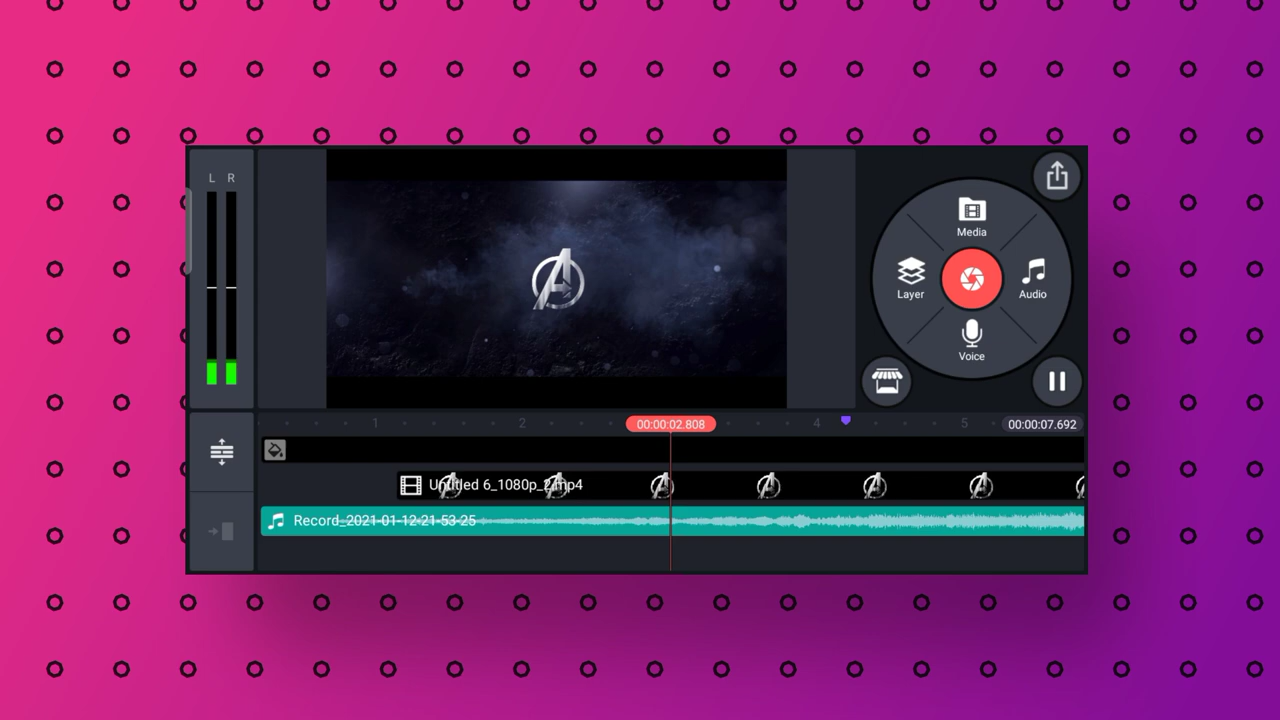 L R
Media
Layer
Audio
Voice
1 2 00:00:02.808 4 5 00:00:07.692
Untitled 6_1080p_2.mp4
Record_2021-01-12-21-53-25